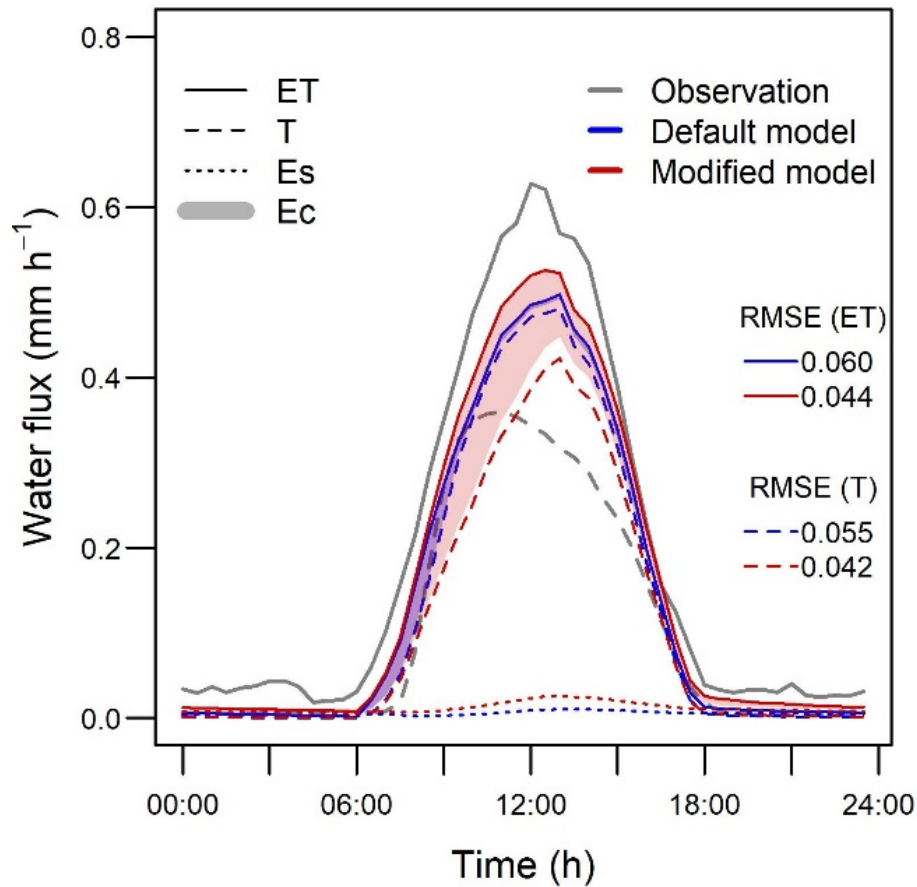 0.8
0.6
0.4
0.2
0.0
Water flux (mm h⁻¹)
ET
T
Es
Ec
Observation
Default model
Modified model
RMSE (ET)
0.060
0.044
RMSE (T)
0.055
0.042
00:00 06:00 12:00 18:00 24:00
Time (h)